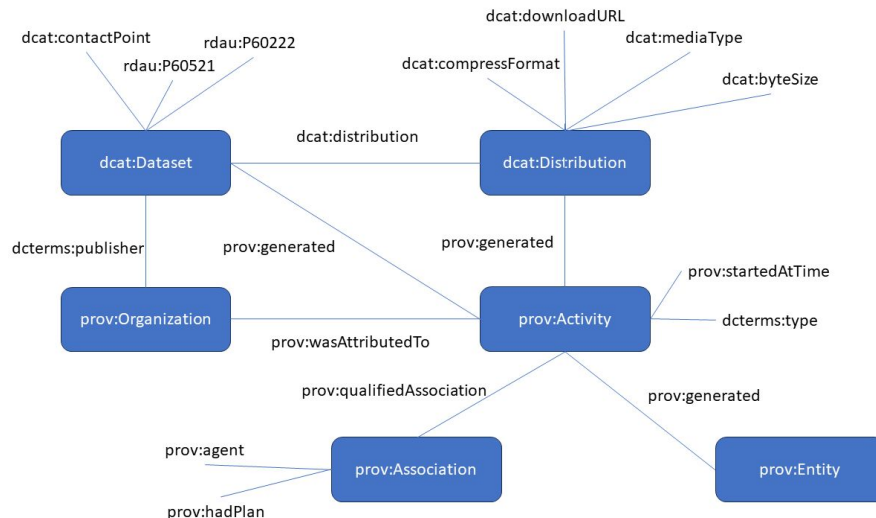 dcat:downloadURL
dcat:contactPoint
rdau:P60222
dcat:mediaType
rdau:P60521
dcat:compressFormat
dcat:byteSize
dcat:distribution
dcat:Dataset
dcat:Distribution
dcterms:publisher
prov:generated
prov:generated
prov:startedAtTime
prov:Organization
prov:Activity
dcterms:type
prov:wasAttributedTo
prov:qualifiedAssociation
prov:generated
prov:agent
prov:Association
prov:Entity
prov:hadPlan